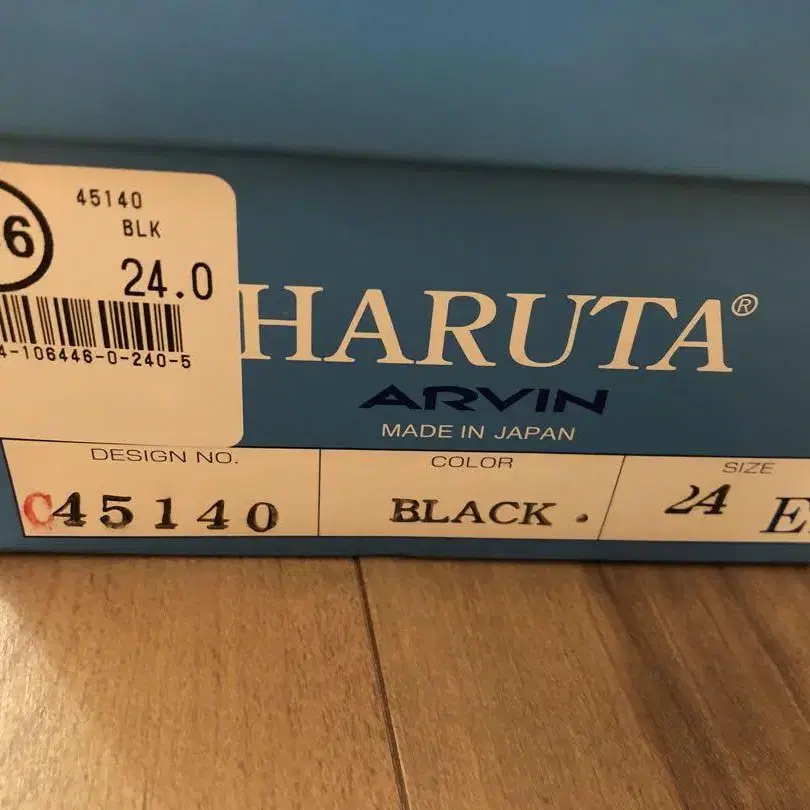 6
45140
BLK
24.0
4-106446-0-240-5
HARUTA®
ARVIN
MADE IN JAPAN
DESIGN NO. COLOR SIZE
C45140 BLACK. 24 E